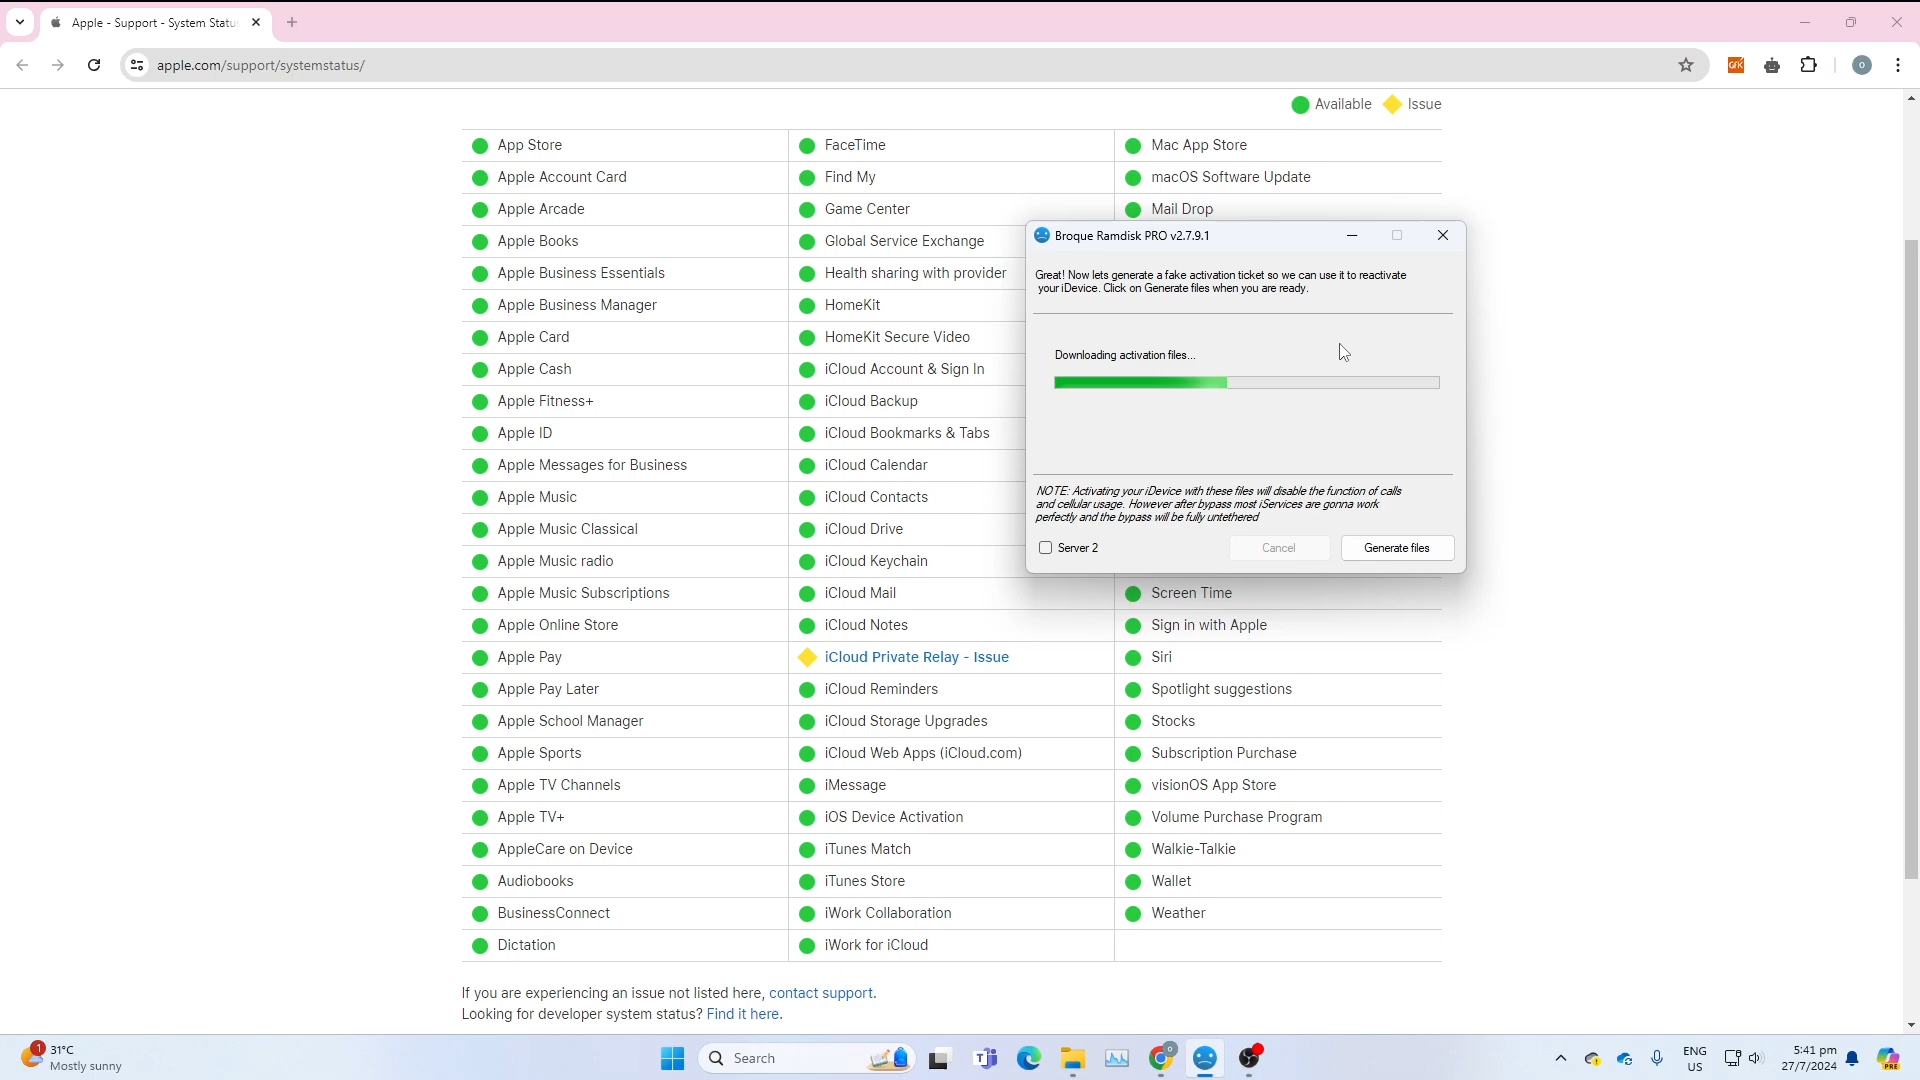 Apple - Support - System Statu
apple.com/support/systemstatus/
GfK
O
Available
Issue
App Store
FaceTime
Mac App Store
Apple Account Card
Find My
macOS Software Update
Apple Arcade
Game Center
Mail Drop
Apple Books
Global Service Exchange
Apple Business Essentials
Health sharing with provider
Apple Business Manager
HomeKit
Apple Card
HomeKit Secure Video
Apple Cash
iCloud Account & Sign In
Apple Fitness+
iCloud Backup
Apple ID
iCloud Bookmarks & Tabs
Apple Messages for Business
iCloud Calendar
Apple Music
iCloud Contacts
Apple Music Classical
iCloud Drive
Apple Music radio
iCloud Keychain
Apple Music Subscriptions
iCloud Mail
Screen Time
Apple Online Store
iCloud Notes
Sign in with Apple
Apple Pay
iCloud Private Relay - Issue
Siri
Apple Pay Later
iCloud Reminders
Spotlight suggestions
Apple School Manager
iCloud Storage Upgrades
Stocks
Apple Sports
iCloud Web Apps (iCloud.com)
Subscription Purchase
Apple TV Channels
iMessage
visionOS App Store
Apple TV+
iOS Device Activation
Volume Purchase Program
AppleCare on Device
iTunes Match
Walkie-Talkie
Audiobooks
iTunes Store
Wallet
BusinessConnect
iWork Collaboration
Weather
Dictation
iWork for iCloud
If you are experiencing an issue not listed here, contact support.
Looking for developer system status? Find it here.
Broque Ramdisk PRO v2.7.9.1
Great! Now lets generate a fake activation ticket so we can use it to reactivate
your iDevice. Click on Generate files when you are ready.
Downloading activation files...
NOTE: Activating your iDevice with these files will disable the function of calls
and cellular usage. However after bypass most iServices are gonna work
perfectly and the bypass will be fully untethered
Server 2
Cancel
Generate files
1
31°C
Mostly sunny
Search
ENG
US
5:41 pm
27/7/2024
PRE